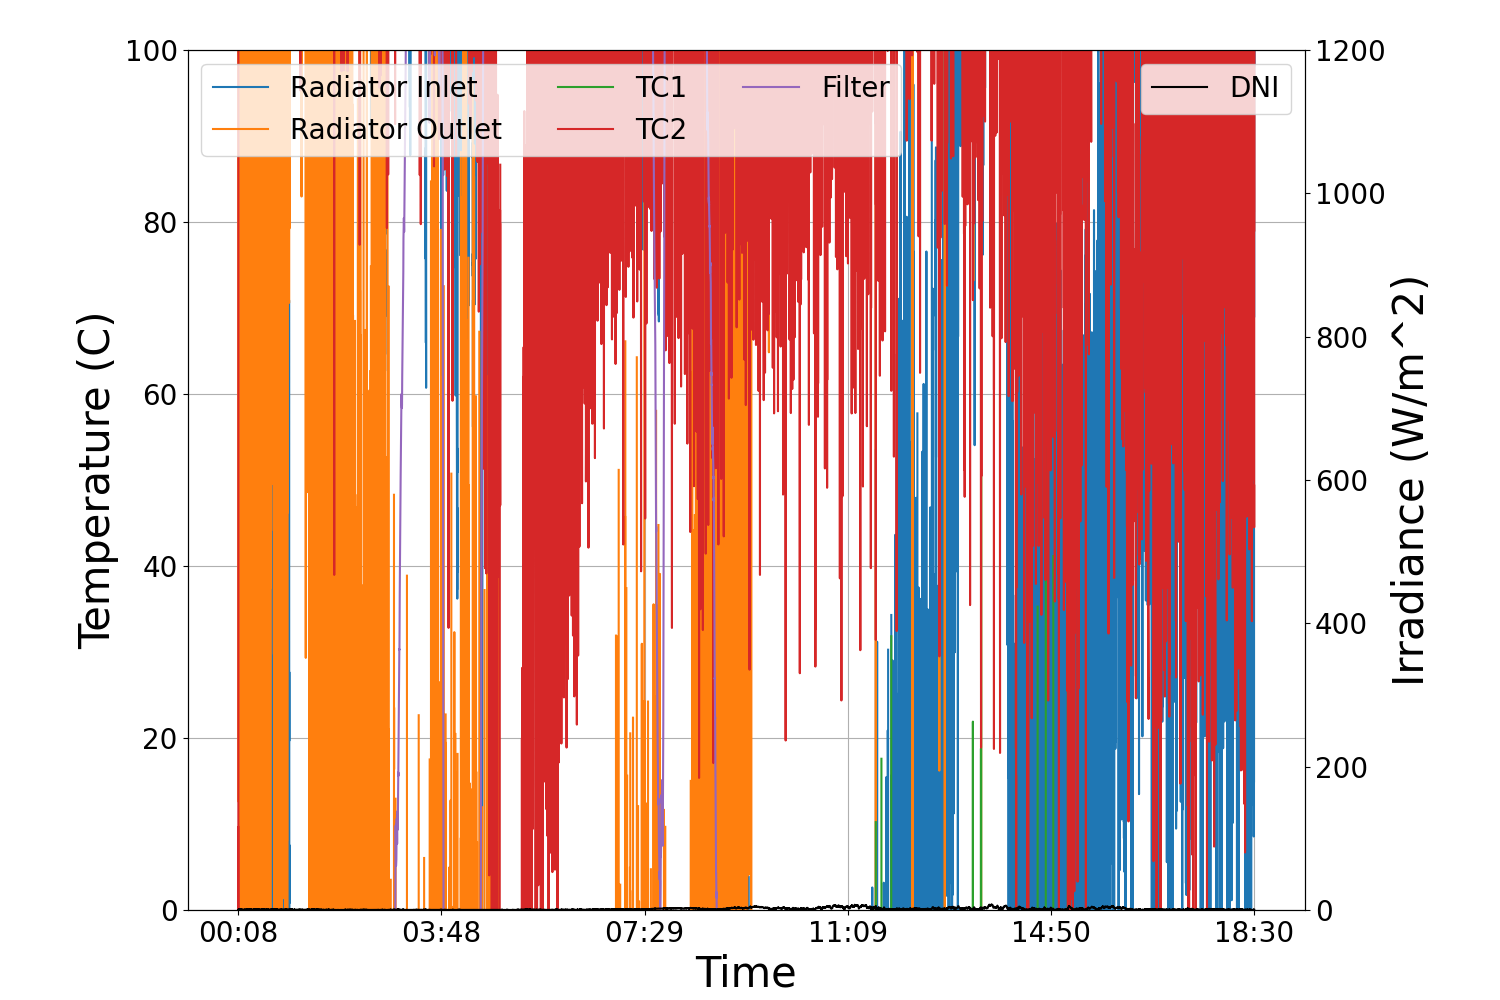 100
80
60
40
20
0
Temperature (C)
Radiator Inlet
Radiator Outlet
TC1
TC2
Filter
DNI
1200
1000
800
600
400
200
0
Irradiance (W/m^2)
00:08 03:48 07:29 11:09 14:50 18:30
Time